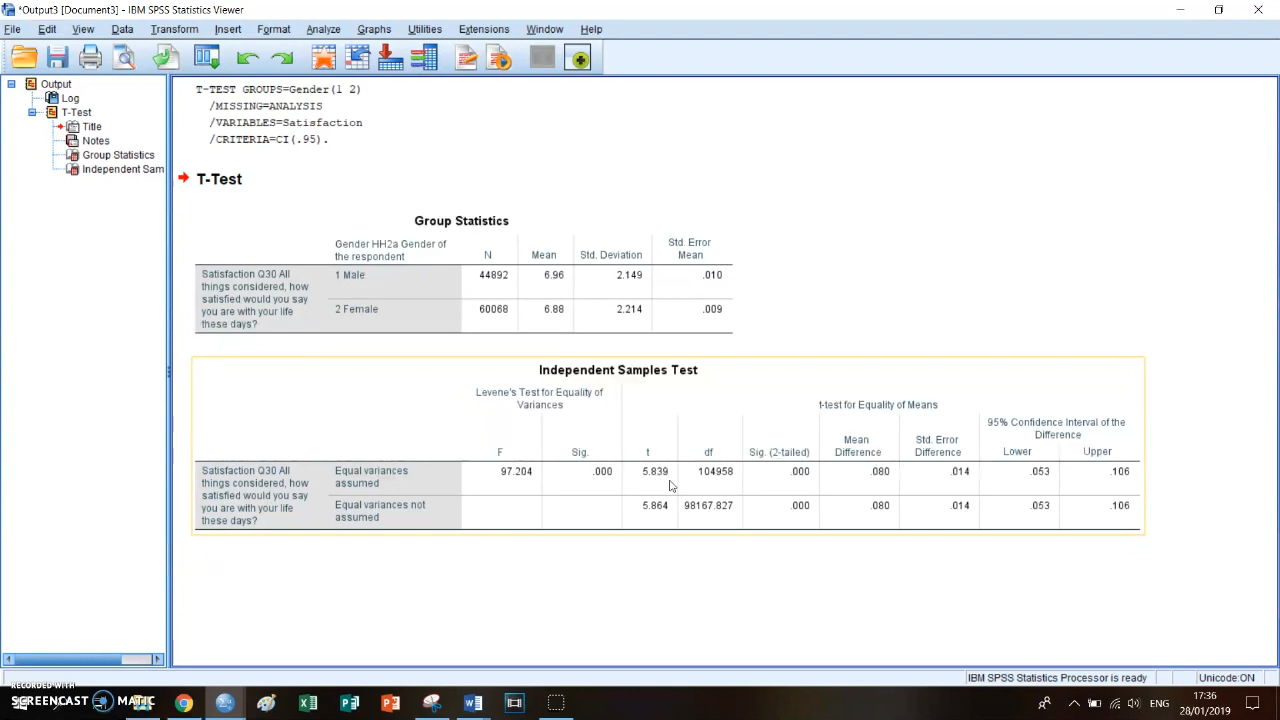 *Output3 [Document3] - IBM SPSS Statistics Viewer
File Edit View Data Transform Insert Format Analyze Graphs Utilities Extensions Window Help
Output
Log
T-Test
Title
Notes
Group Statistics
Independent Sam
T-TEST GROUPS=Gender(1 2)
/MISSING=ANALYSIS
/VARIABLES=Satisfaction
/CRITERIA=CI(.95).
T-Test
Group Statistics
Gender HH2a Gender of
the respondent
N
Mean
Std. Deviation
Std. Error
Mean
Satisfaction Q30 All
things considered, how
satisfied would you say
you are with your life
these days?
1 Male 44892 6.96 2.149 .010
2 Female 60068 6.88 2.214 .009
Independent Samples Test
Levene's Test for Equality of
Variances
t-test for Equality of Means
F
Sig.
t
df
Sig. (2-tailed)
Mean
Difference
Std. Error
Difference
95% Confidence Interval of the
Difference
Lower Upper
Satisfaction Q30 All
things considered, how
satisfied would you say
you are with your life
these days?
Equal variances
assumed
97.204 .000 5.839 104958 .000 .080 .014 .053 .106
Equal variances not
assumed
5.864 98167.827 .000 .080 .014 .053 .106
IBM SPSS Statistics Processor is ready
Unicode:ON
RECORDED WITH
SCREENCAST MATIC
ENG
17:36
28/01/2019